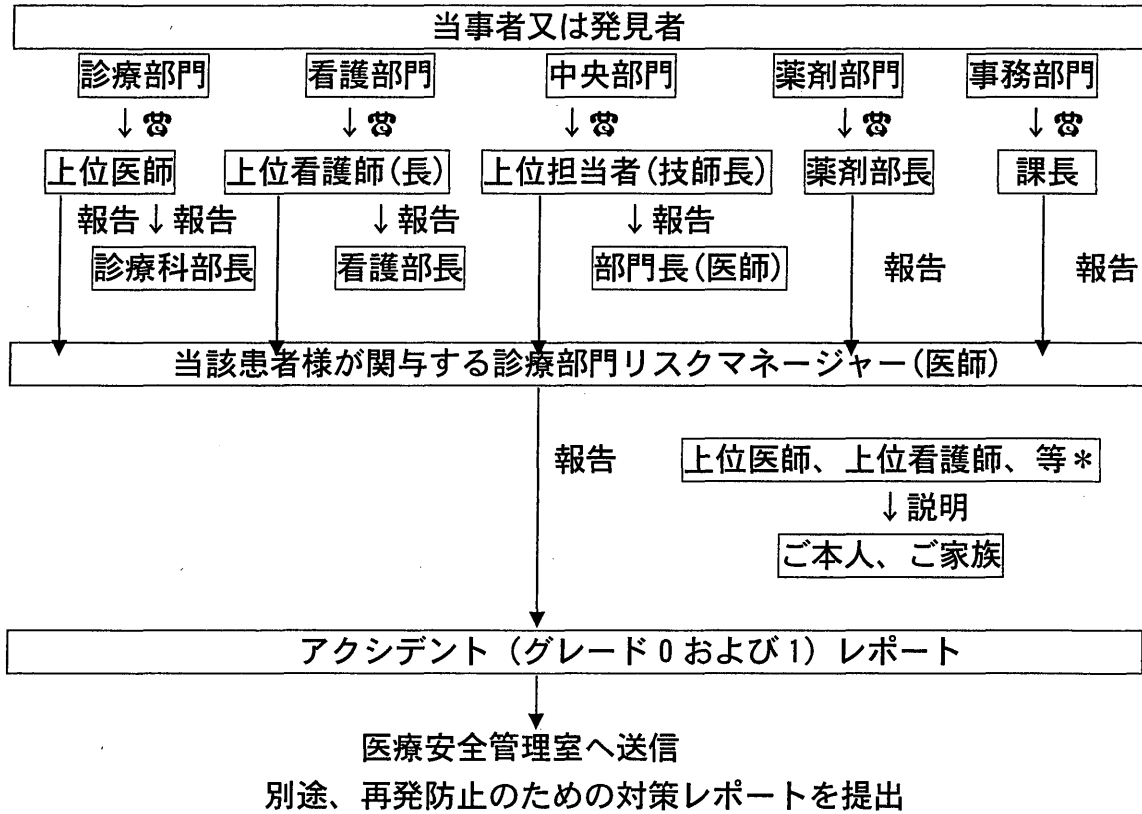 当事者又は発見者
診療部門 看護部門 中央部門 薬剤部門 事務部門
↓☎ ↓☎ ↓☎ ↓☎ ↓☎
上位医師 上位看護師(長) 上位担当者(技師長) 薬剤部長 課長
報告↓報告 ↓報告 ↓報告
診療科部長 看護部長 部門長(医師) 報告 報告
当該患者様が関与する診療部門リスクマネージャー(医師)
報告 上位医師、上位看護師、等*
↓説明
ご本人、ご家族
アクシデント(グレード0および1)レポート
医療安全管理室へ送信
別途、再発防止のための対策レポートを提出